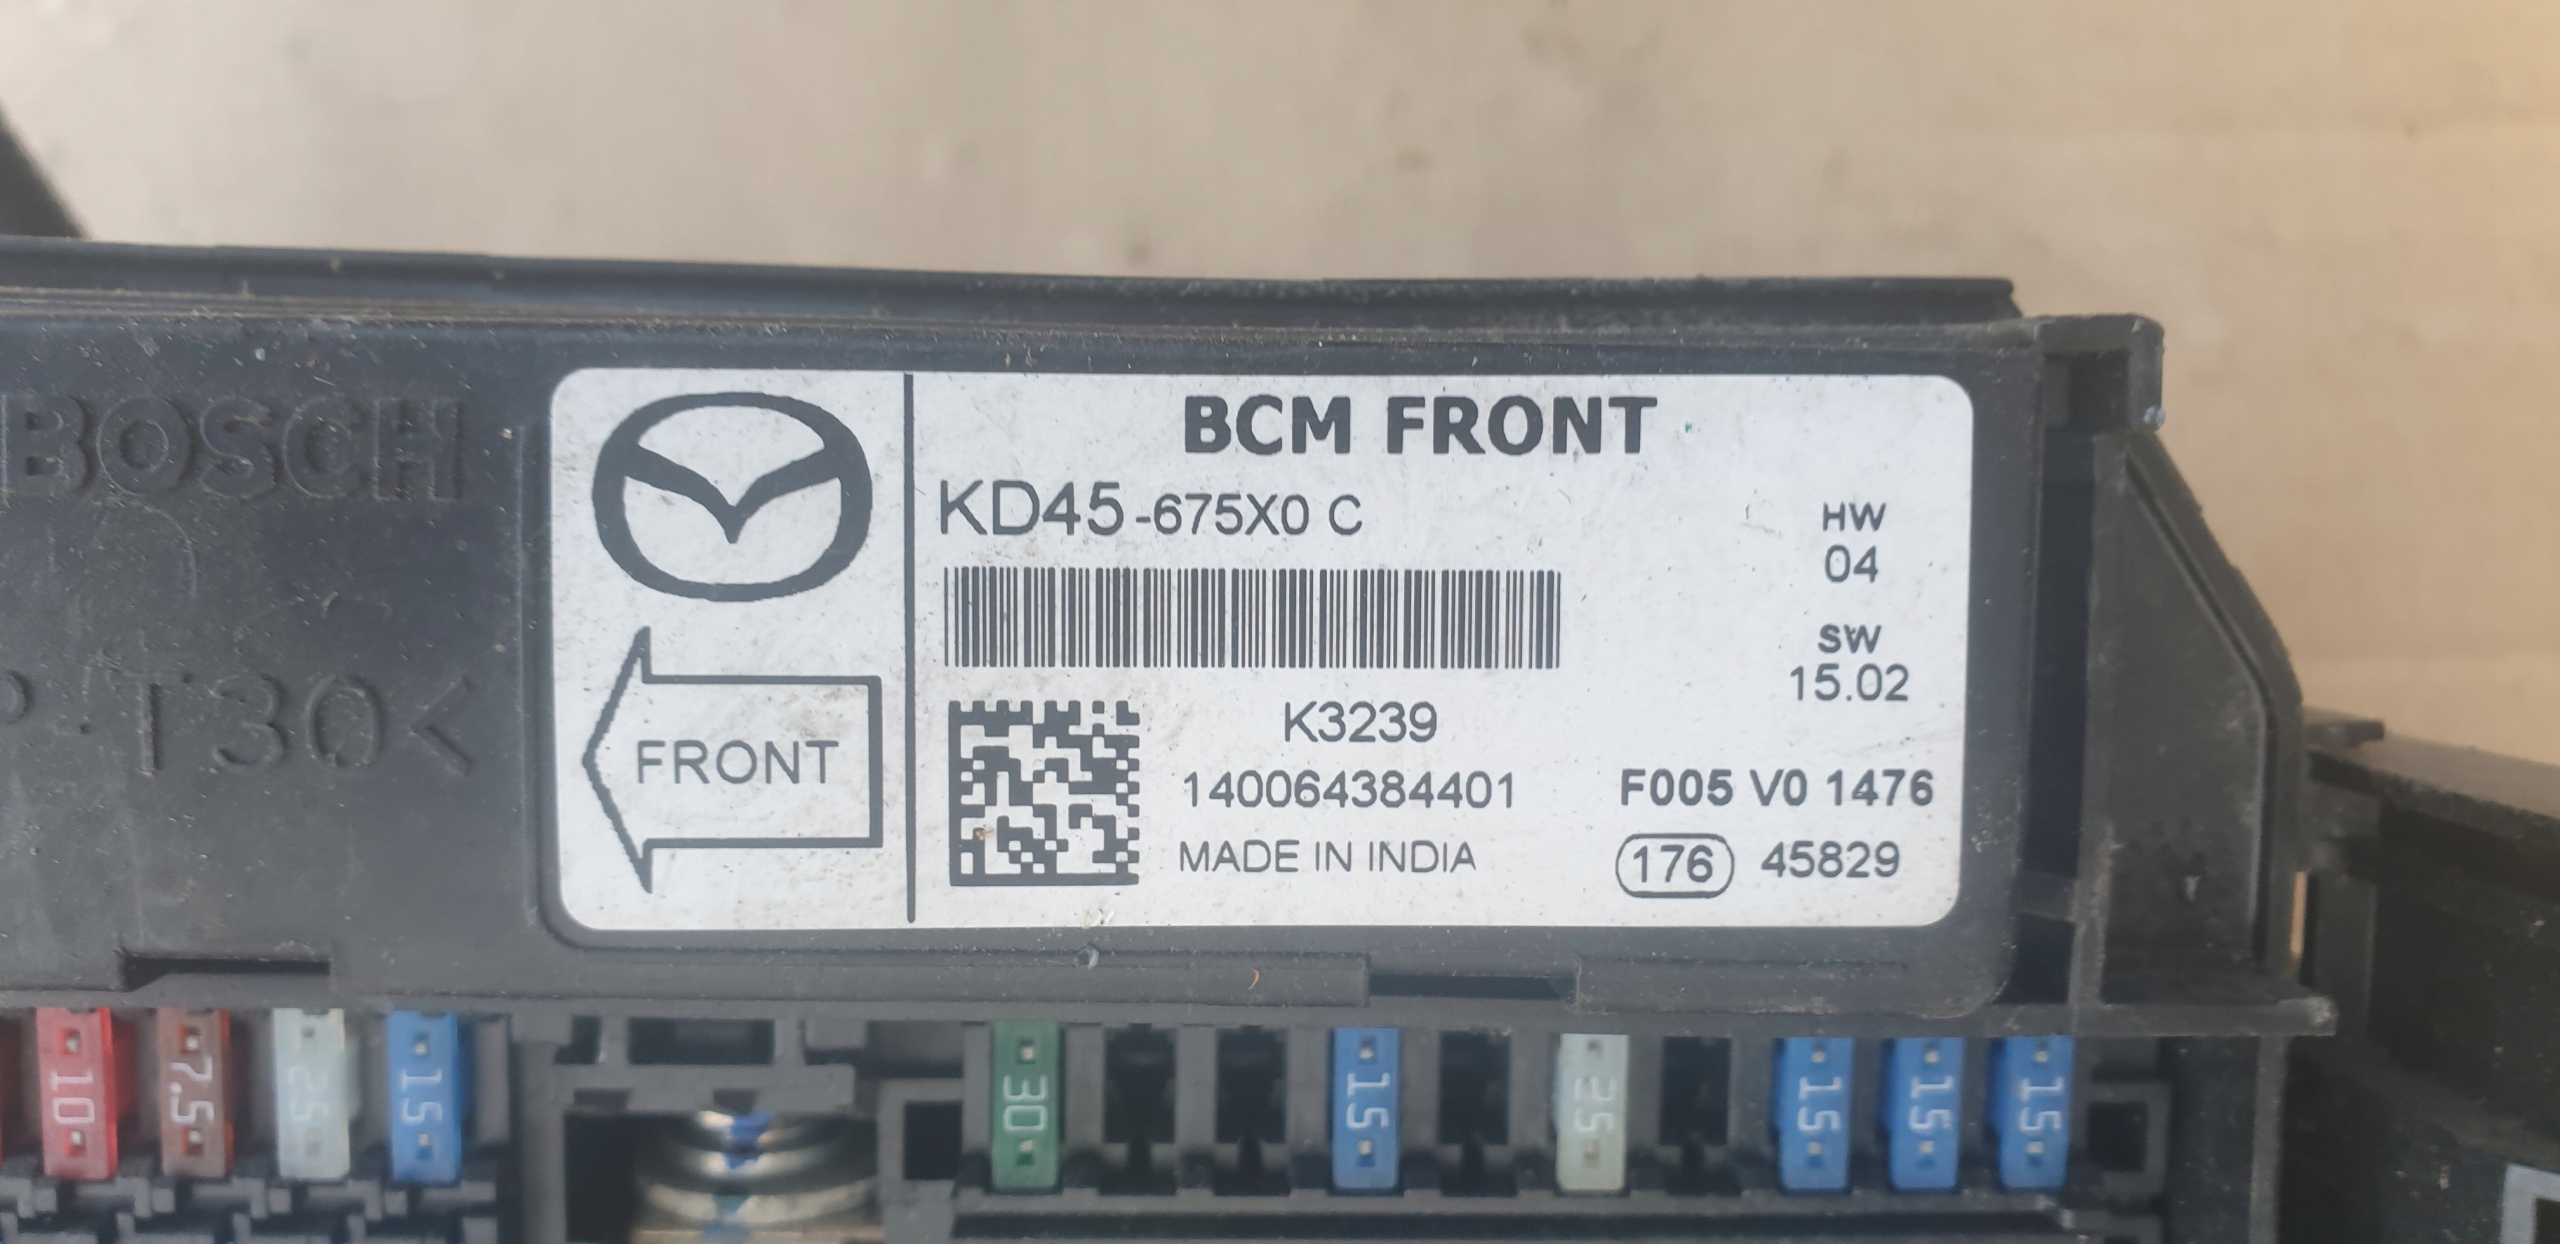 BOSCH
T30<
FRONT
BCM FRONT
KD45-675X0 C
HW
04
SW
15.02
K3239
140064384401
MADE IN INDIA
F005 V0 1476
176 45829
10
7.5
25
15
30
15
25
15
15
15